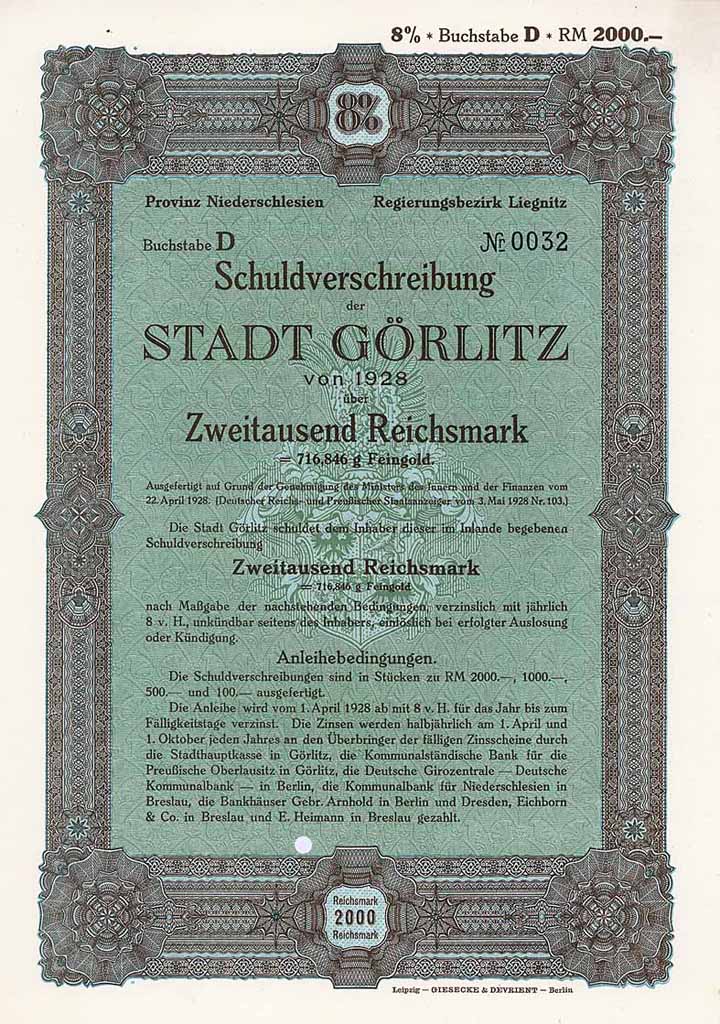 8% * Buchstabe D * RM 2000.—
8%
Provinz Niederschlesien Regierungsbezirk Liegnitz
Buchstabe D № 0032
Schuldverschreibung
der
STADT GÖRLITZ
von 1928
über
Zweitausend Reichsmark
= 716,846 g Feingold.
Ausgefertigt auf Grund der Genehmigung des Ministers des Innern und der Finanzen vom
22. April 1928. (Deutscher Reichs- und Preußischer Staatsanzeiger vom 3. Mai 1928 Nr. 103.)
Die Stadt Görlitz schuldet dem Inhaber dieser im Inlande begebenen
Schuldverschreibung
Zweitausend Reichsmark
= 716,846 g Feingold
nach Maßgabe der nachstehenden Bedingungen, verzinslich mit jährlich
8 v. H., unkündbar seitens des Inhabers, einlöslich bei erfolgter Auslosung
oder Kündigung.
Anleihebedingungen.
Die Schuldverschreibungen sind in Stücken zu RM 2000.—, 1000.—,
500.— und 100.— ausgefertigt.
Die Anleihe wird vom 1. April 1928 ab mit 8 v. H. für das Jahr bis zum
Fälligkeitstage verzinst. Die Zinsen werden halbjährlich am 1. April und
1. Oktober jeden Jahres an den Überbringer der fälligen Zinsscheine durch
die Stadthauptkasse in Görlitz, die Kommunalständische Bank für die
Preußische Oberlausitz in Görlitz, die Deutsche Girozentrale — Deutsche
Kommunalbank — in Berlin, die Kommunalbank für Niederschlesien in
Breslau, die Bankhäuser Gebr. Arnhold in Berlin und Dresden, Eichborn
& Co. in Breslau und E. Heimann in Breslau gezahlt.
Reichsmark
2000
Reichsmark
Leipzig — GIESECKE & DEVRIENT — Berlin